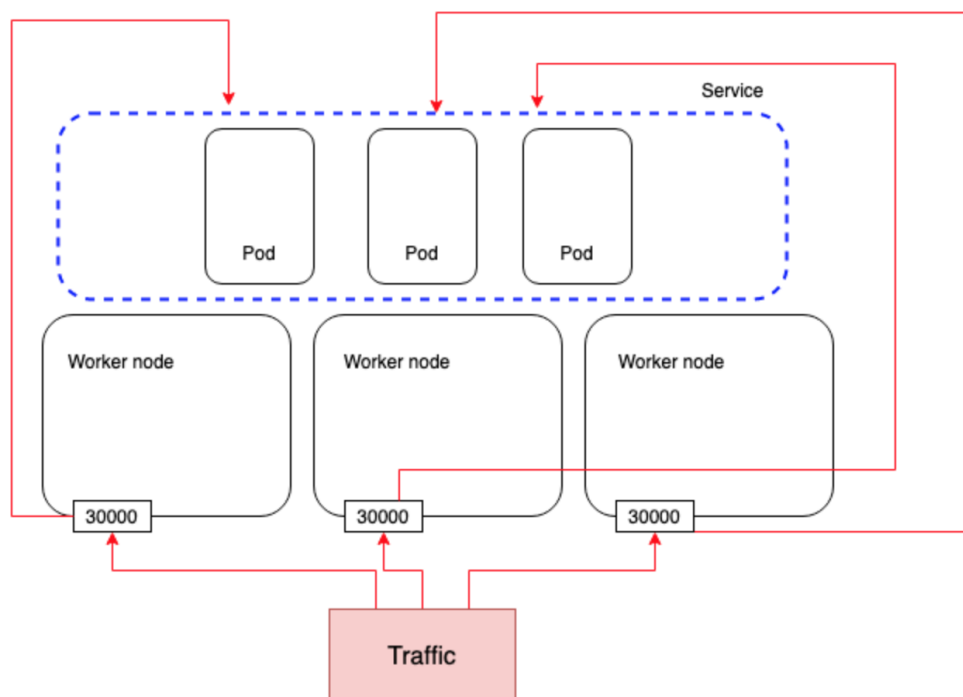 Service
Pod
Pod
Pod
Worker node
Worker node
Worker node
30000
30000
30000
Traffic